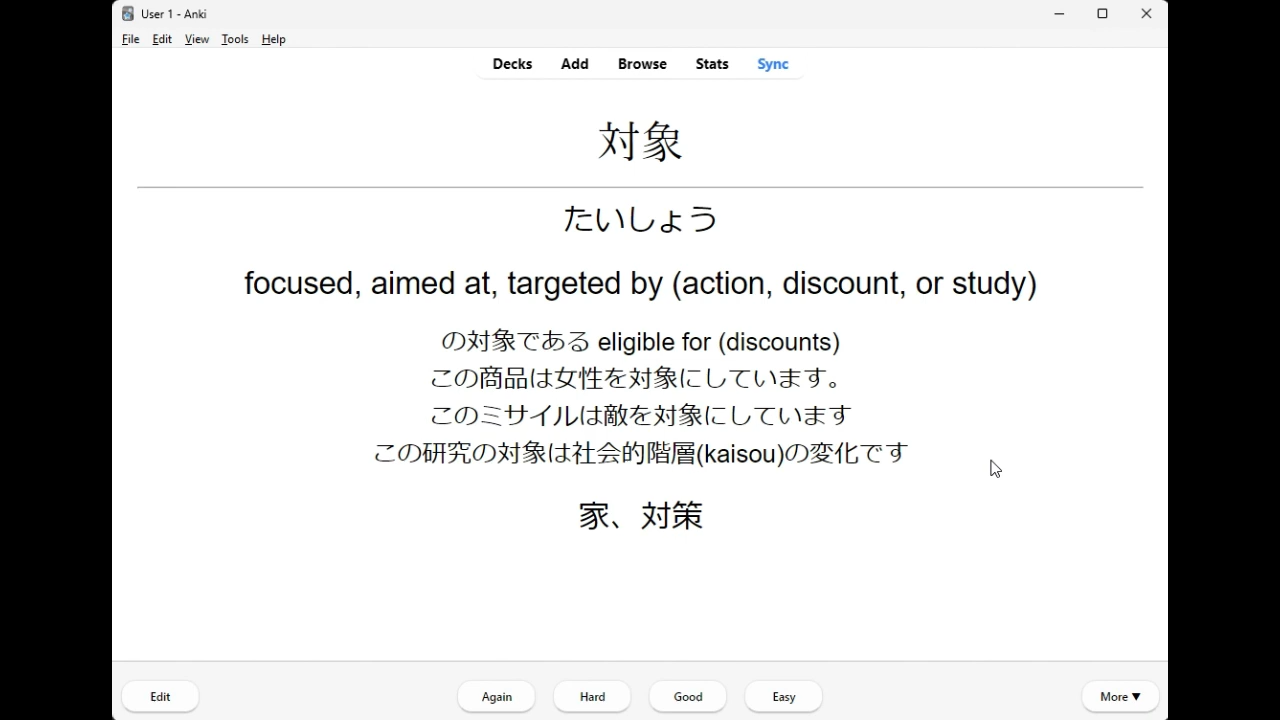 User 1 - Anki
File Edit View Tools Help
Decks Add Browse Stats Sync
対象
たいしょう
focused, aimed at, targeted by (action, discount, or study)
の対象である eligible for (discounts)
この商品は女性を対象にしています。
このミサイルは敵を対象にしています
この研究の対象は社会的階層(kaisou)の変化です
家、対策
Edit Again Hard Good Easy More ▼